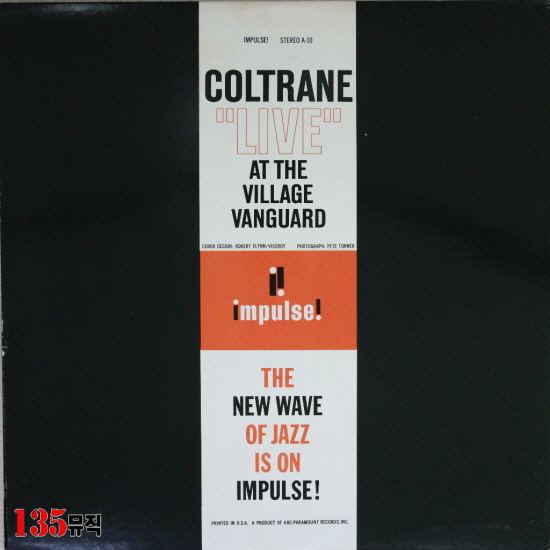 IMPULSE! STEREO A-10
COLTRANE
"LIVE"
AT THE
VILLAGE
VANGUARD
COVER DESIGN: ROBERT FLYNN/VICEROY PHOTOGRAPH: PETE TURNER
i!
impulse!
THE
NEW WAVE
OF JAZZ
IS ON
IMPULSE!
PRINTED IN U.S.A. A PRODUCT OF ABC-PARAMOUNT RECORDS, INC.
135뮤직